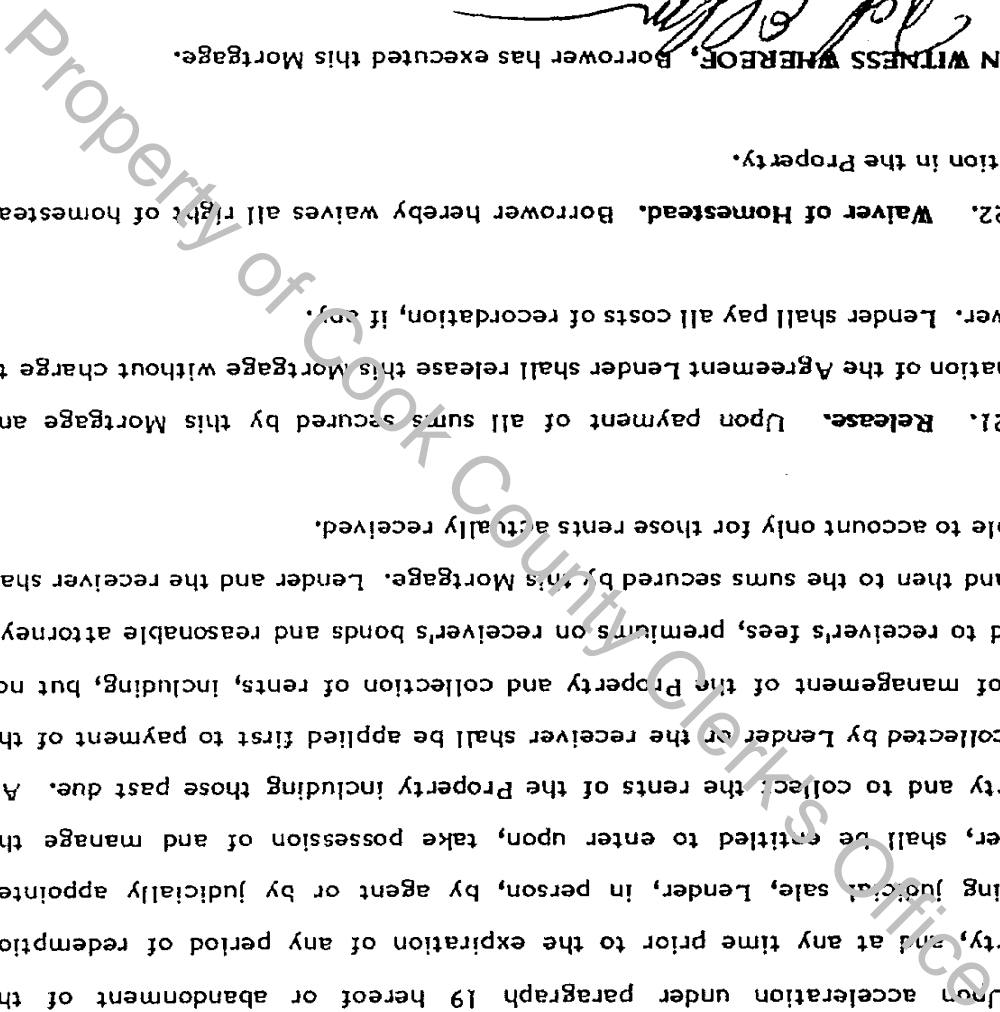 Upon acceleration under paragraph 19 hereof or abandonment of th
rty, and at any time prior to the expiration of any period of redemptio
ing judicial sale, Lender, in person, by agent or by judicially appointe
er, shall be entitled to enter upon, take possession of and manage th
rty and to collect the rents of the Property including those past due. A
collected by Lender or the receiver shall be applied first to payment of th
of management of the Property and collection of rents, including, but no
d to receiver's fees, premiums on receiver's bonds and reasonable attorney
and then to the sums secured by this Mortgage. Lender and the receiver sha
le to account only for those rents actually received.
21. Release. Upon payment of all sums secured by this Mortgage an
nation of the Agreement Lender shall release this Mortgage without charge t
wer. Lender shall pay all costs of recordation, if any.
22. Waiver of Homestead. Borrower hereby waives all right of homestea
tion in the Property.
N WITNESS WHEREOF, Borrower has executed this Mortgage.
Property of Cook County Clerk's Office